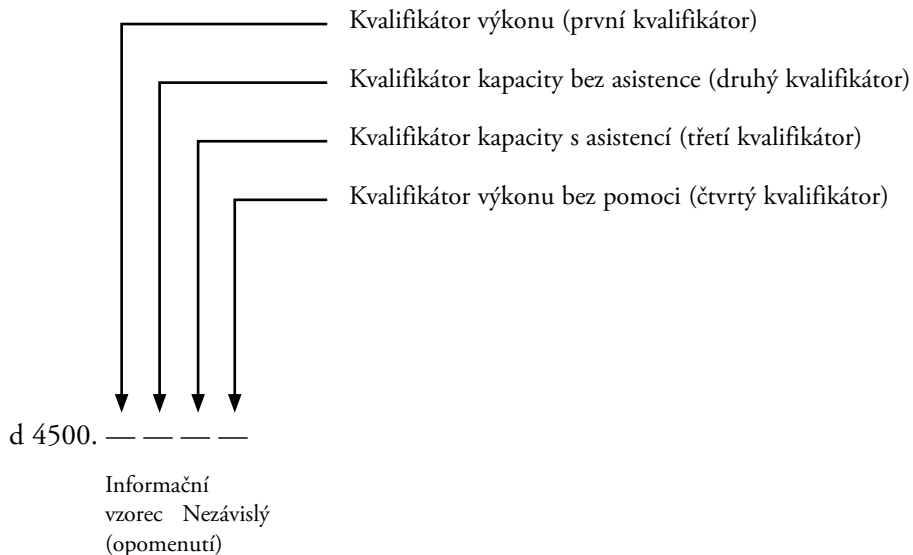 Kvalifikátor výkonu (první kvalifikátor)
Kvalifikátor kapacity bez asistence (druhý kvalifikátor)
Kvalifikátor kapacity s asistencí (třetí kvalifikátor)
Kvalifikátor výkonu bez pomoci (čtvrtý kvalifikátor)
d 4500. — — — —
Informační
vzorec Nezávislý
(opomenutí)